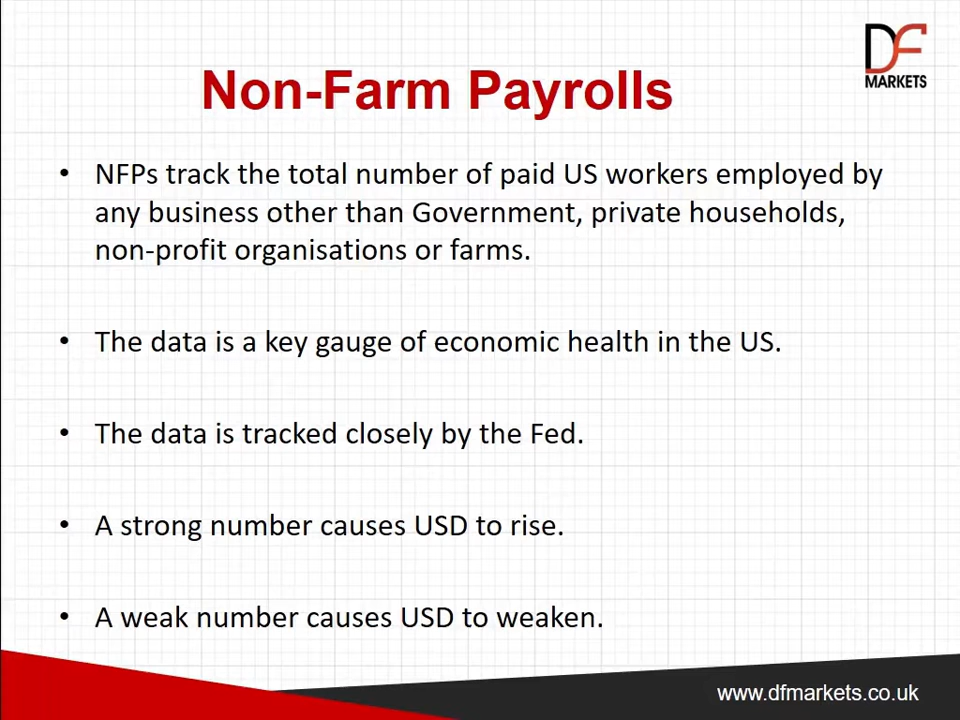 DF
MARKETS
Non-Farm Payrolls
• NFPs track the total number of paid US workers employed by
any business other than Government, private households,
non-profit organisations or farms.
• The data is a key gauge of economic health in the US.
• The data is tracked closely by the Fed.
• A strong number causes USD to rise.
• A weak number causes USD to weaken.
www.dfmarkets.co.uk